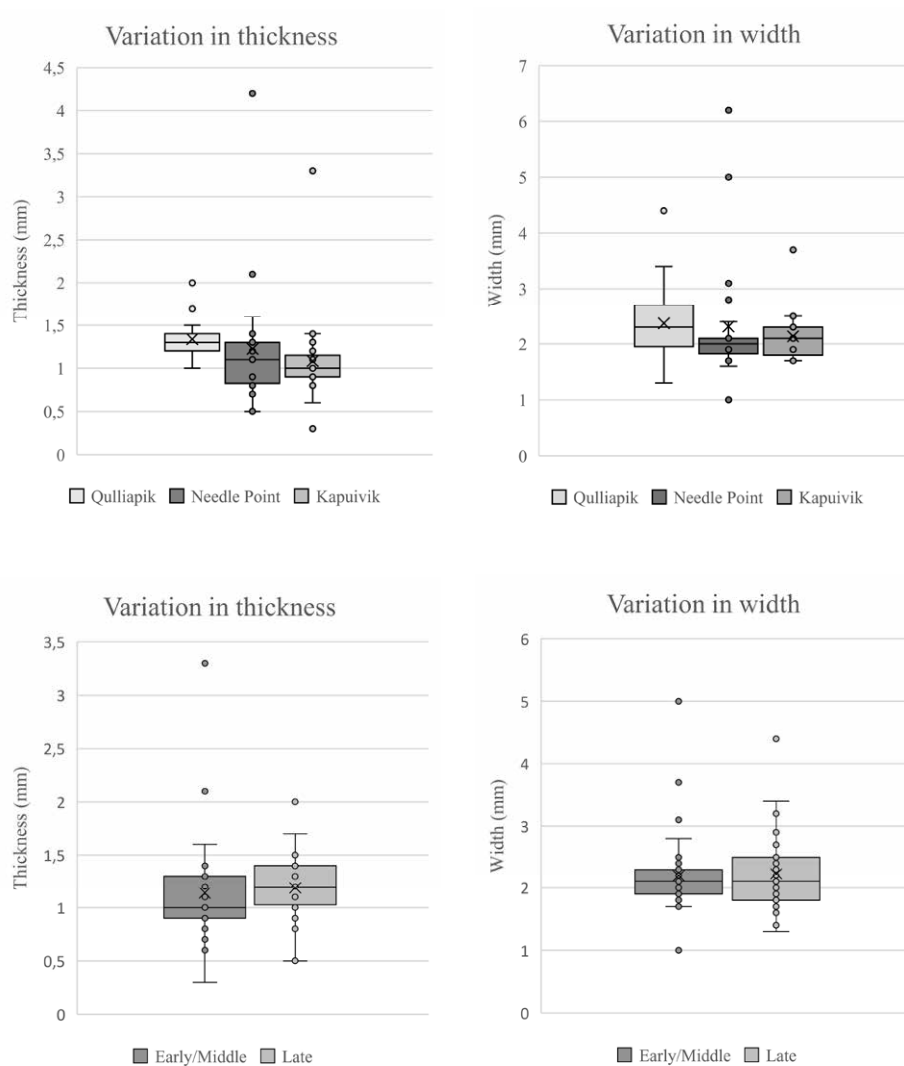 Variation in thickness
4,5
4
3,5
3
2,5
2
1,5
1
0,5
0
Thickness (mm)
Qulliapik Needle Point Kapuivik
Variation in width
7
6
5
4
3
2
1
0
Width (mm)
Qulliapik Needle Point Kapuivik
Variation in thickness
3,5
3
2,5
2
1,5
1
0,5
0
Thickness (mm)
Early/Middle Late
Variation in width
6
5
4
3
2
1
0
Width (mm)
Early/Middle Late